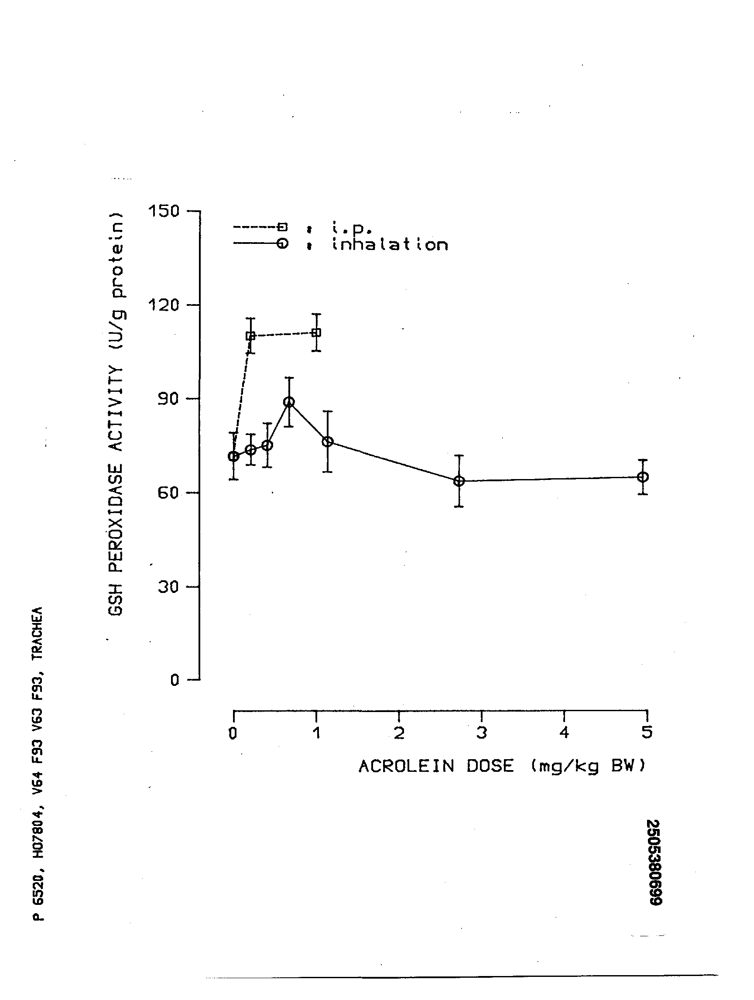 150
120
90
60
30
0
GSH PEROXIDASE ACTIVITY (U/g protein)
: i.p.
: inhalation
0 1 2 3 4 5
ACROLEIN DOSE (mg/kg BW)
P 6520, H07804, V64 F93 V63 F93, TRACHEA
2505380699